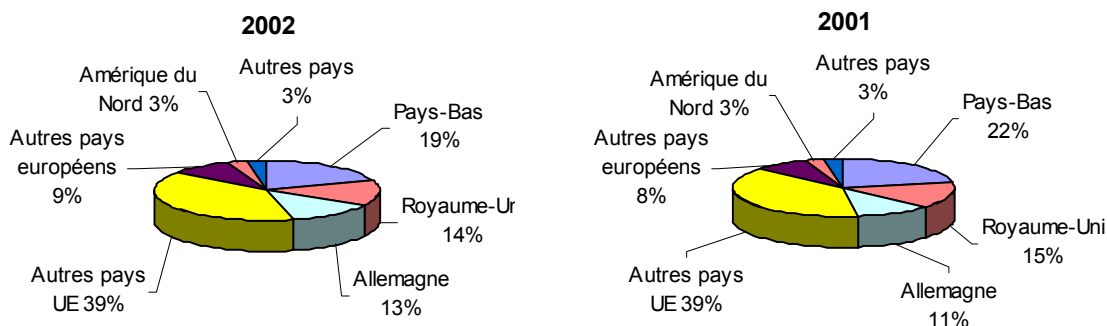 2002
Amérique du
Nord 3%
Autres pays
3%
Pays-Bas
19%
Autres pays
européens
9%
Royaume-Ur
14%
Autres pays
UE 39%
Allemagne
13%
2001
Amérique du
Nord 3%
Autres pays
3%
Pays-Bas
22%
Autres pays
européens
8%
Royaume-Uni
15%
Autres pays
UE 39%
Allemagne
11%